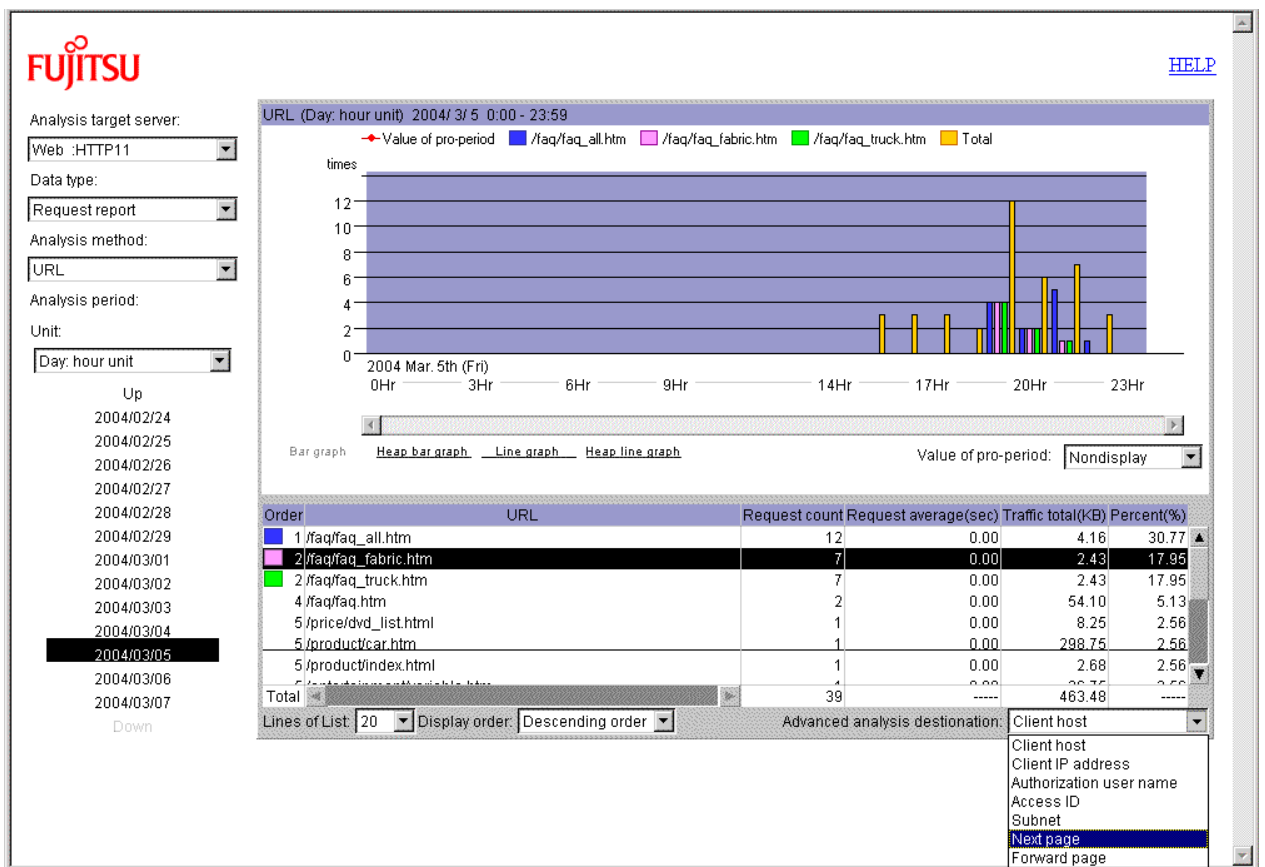 FUJITSU
HELP
Analysis target server:
Web :HTTP11
Data type:
Request report
Analysis method:
URL
Analysis period:
Unit:
Day: hour unit
Up
2004/02/24
2004/02/25
2004/02/26
2004/02/27
2004/02/28
2004/02/29
2004/03/01
2004/03/02
2004/03/03
2004/03/04
2004/03/05
2004/03/06
2004/03/07
Down
URL (Day: hour unit) 2004/ 3/ 5 0:00 - 23:59
Value of pro-period /faq/faq_all.htm /faq/faq_fabric.htm /faq/faq_truck.htm Total
times
12
10
8
6
4
2
0
2004 Mar. 5th (Fri)
0Hr 3Hr 6Hr 9Hr 14Hr 17Hr 20Hr 23Hr
Bar graph Heap bar graph Line graph Heap line graph Value of pro-period: Nondisplay
Order URL Request count Request average(sec) Traffic total(KB) Percent(%)
1 /faq/faq_all.htm 12 0.00 4.16 30.77
2 /faq/faq_fabric.htm 7 0.00 2.43 17.95
2 /faq/faq_truck.htm 7 0.00 2.43 17.95
4 /faq/faq.htm 2 0.00 54.10 5.13
5 /price/dvd_list.html 1 0.00 8.25 2.56
5 /product/car.htm 1 0.00 298.75 2.56
5 /product/index.html 1 0.00 2.68 2.56
Total 39 ----- 463.48 -----
Lines of List: 20 Display order: Descending order Advanced analysis destionation: Client host
Client host
Client IP address
Authorization user name
Access ID
Subnet
Next page
Forward page